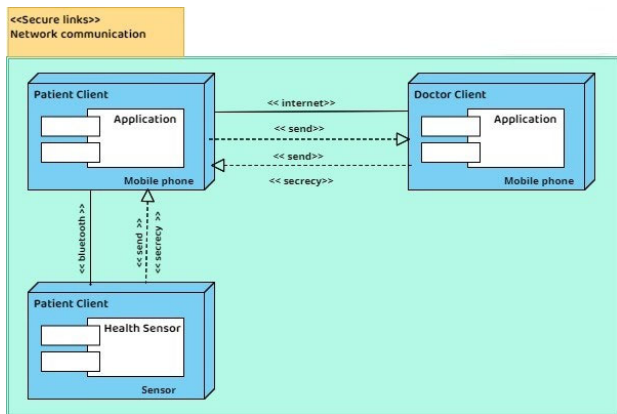 <<Secure links>>
Network communication
Patient Client
Application
Mobile phone
<< internet>>
<< send>>
<< send>>
<< secrecy>>
Doctor Client
Application
Mobile phone
<< bluetooth >>
<< send >>
<< secrecy >>
Patient Client
Health Sensor
Sensor